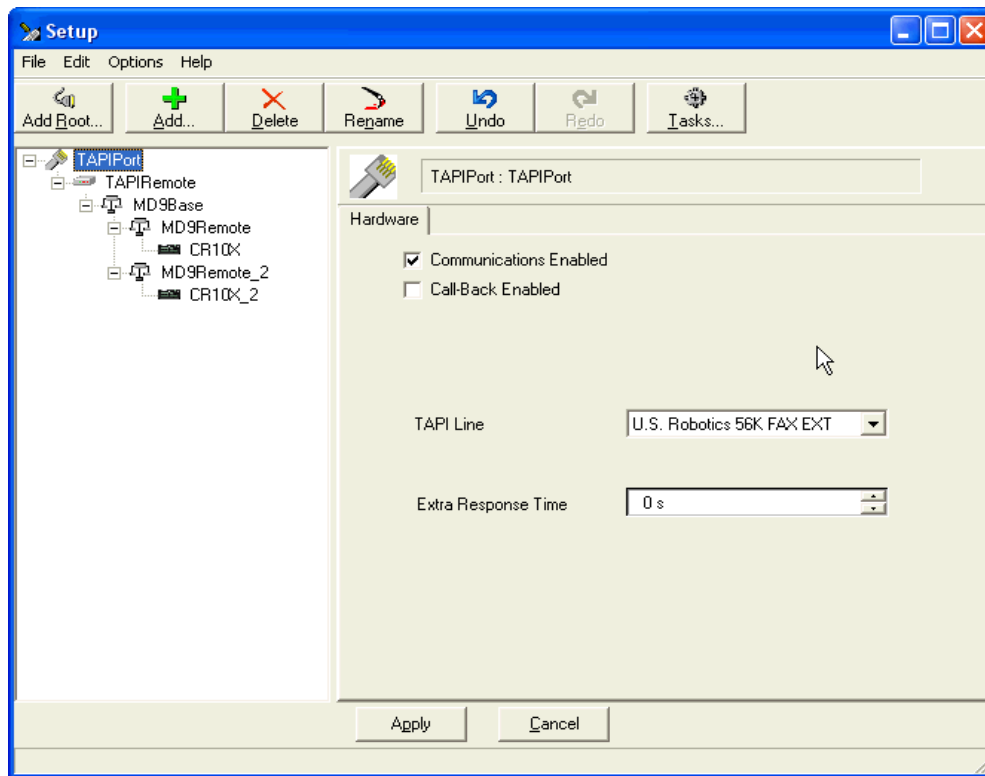 Setup
File Edit Options Help
Add Root... Add... Delete Rename Undo Redo Tasks...
TAPIPort
TAPIRemote
MD9Base
MD9Remote
CR10X
MD9Remote_2
CR10X_2
TAPIPort : TAPIPort
Hardware
Communications Enabled
Call-Back Enabled
TAPI Line U.S. Robotics 56K FAX EXT
Extra Response Time 0 s
Apply Cancel